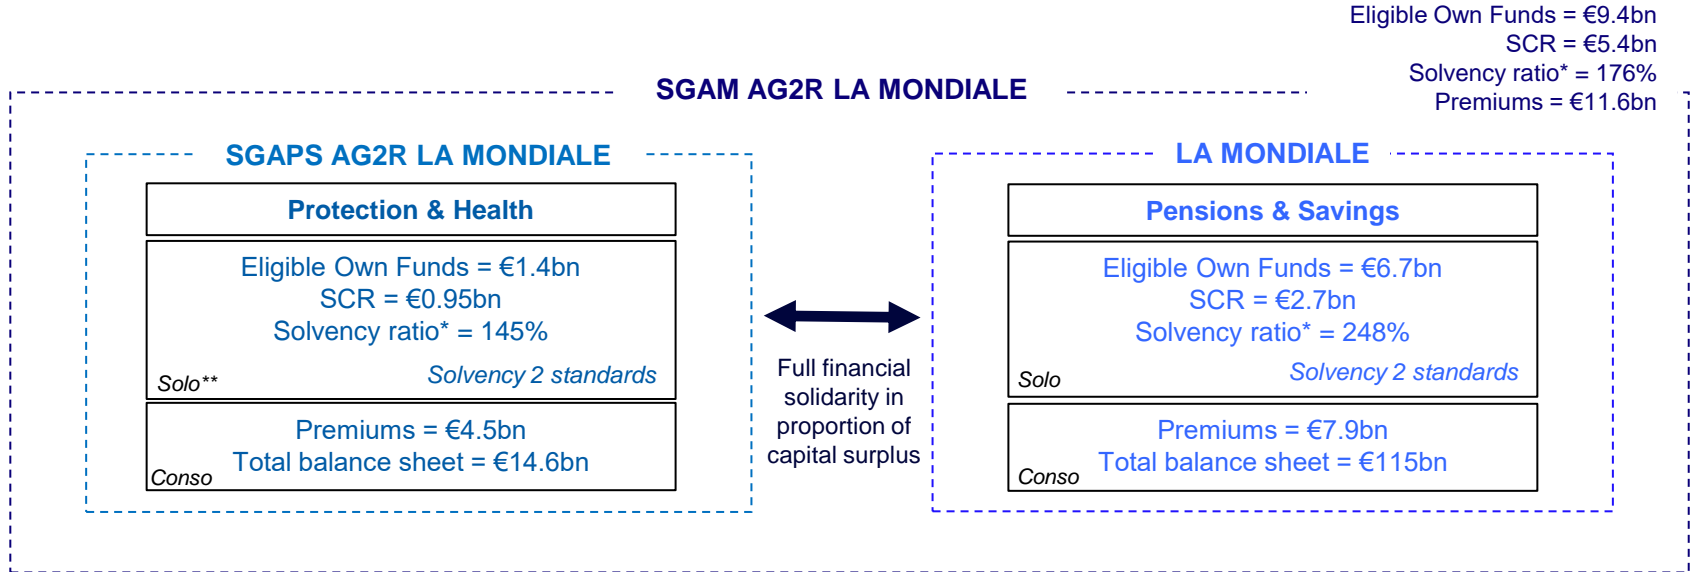 Eligible Own Funds = €9.4bn
SCR = €5.4bn
Solvency ratio* = 176%
Premiums = €11.6bn
SGAM AG2R LA MONDIALE
SGAPS AG2R LA MONDIALE
Protection & Health
Eligible Own Funds = €1.4bn
SCR = €0.95bn
Solvency ratio* = 145%
Solo**
Solvency 2 standards
Premiums = €4.5bn
Total balance sheet = €14.6bn
Conso
Full financial
solidarity in
proportion of
capital surplus
LA MONDIALE
Pensions & Savings
Eligible Own Funds = €6.7bn
SCR = €2.7bn
Solvency ratio* = 248%
Solo
Solvency 2 standards
Premiums = €7.9bn
Total balance sheet = €115bn
Conso